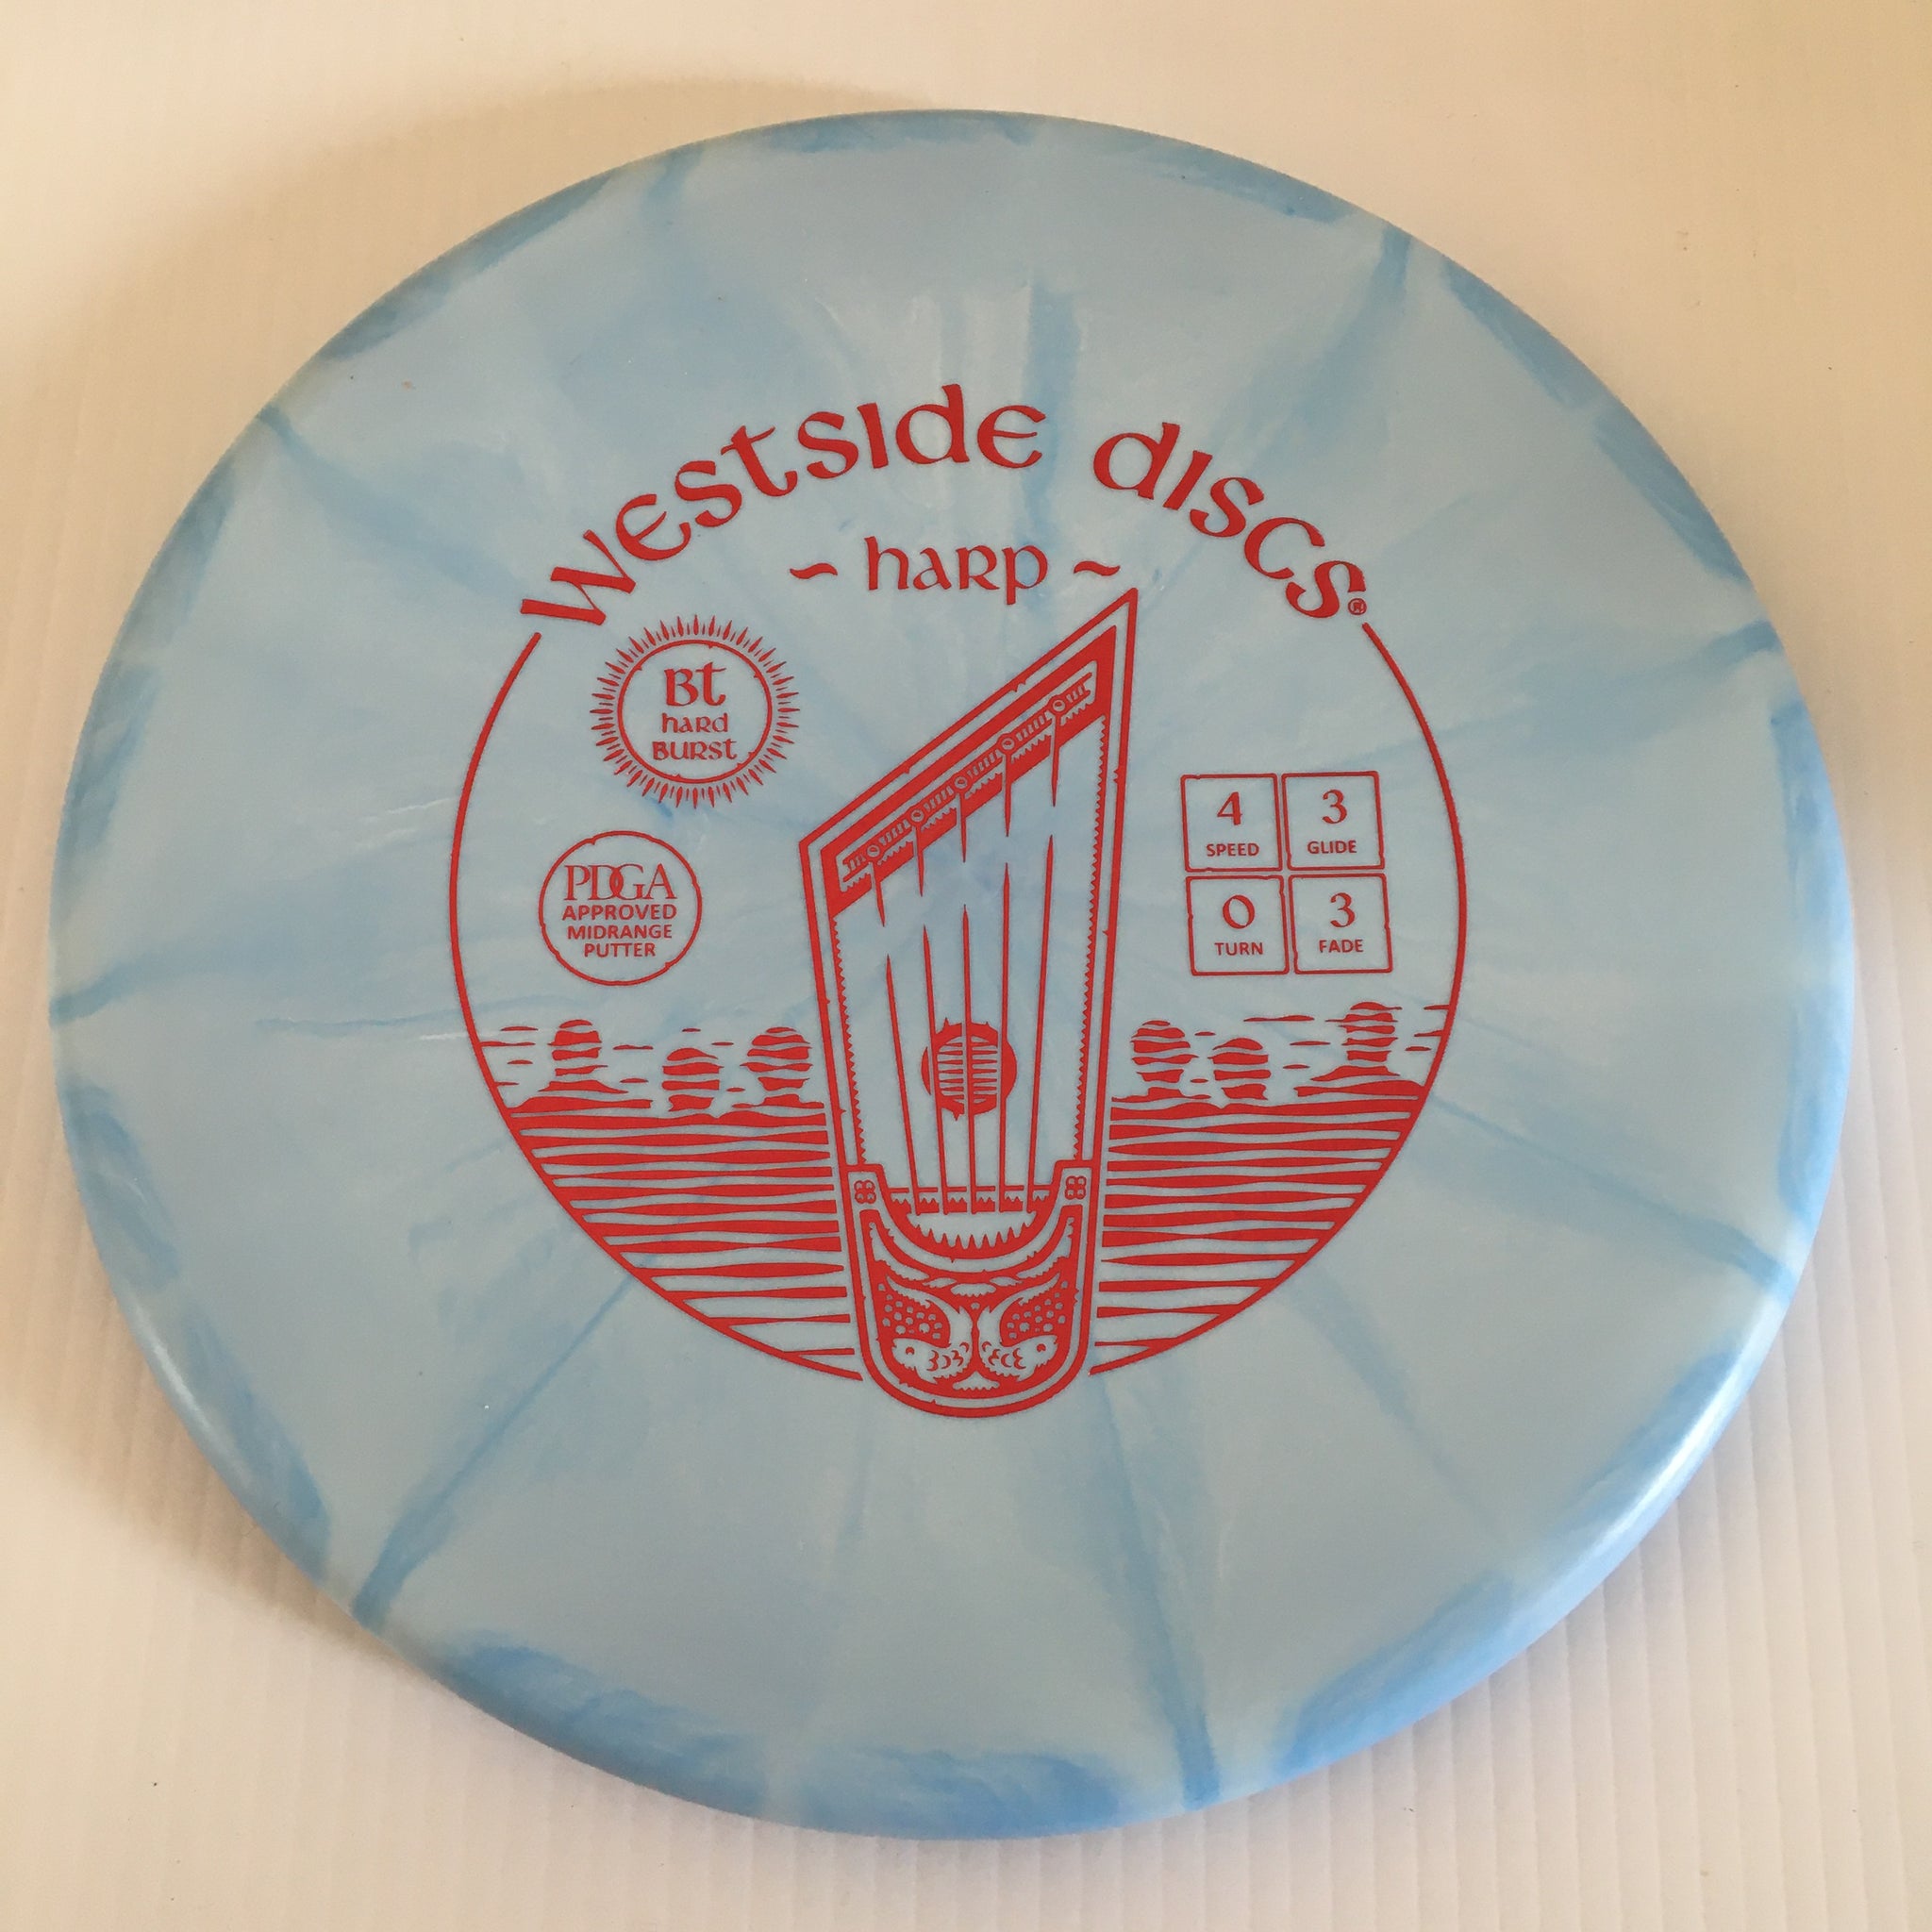 Westside discs®
~ harp ~
Bt
hard
Burst
PDGA
APPROVED
MIDRANGE
PUTTER
4 3
SPEED GLIDE
0 3
TURN FADE